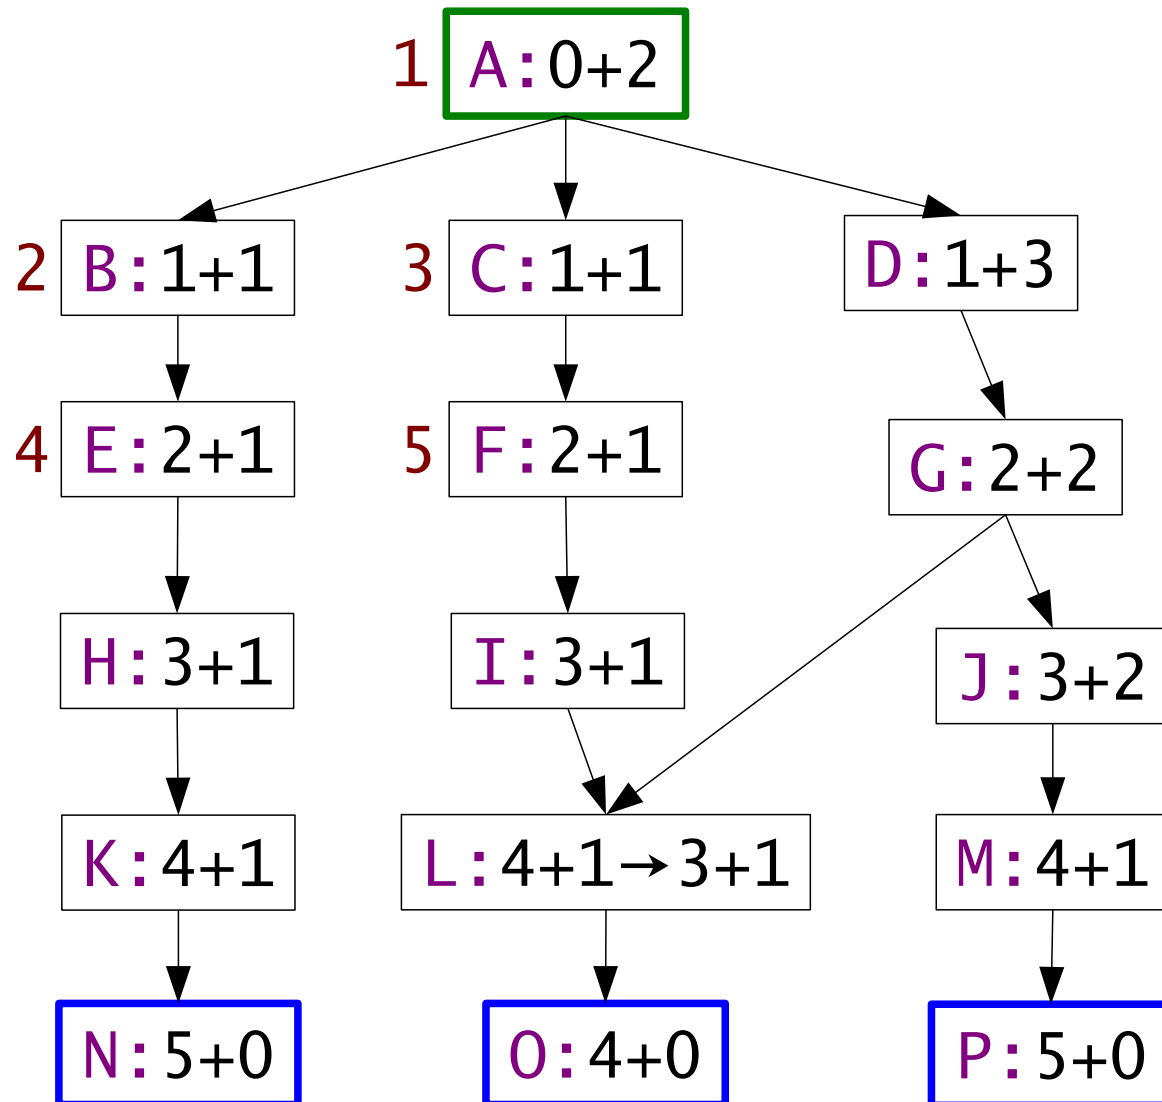 1 A:0+2
2 B:1+1 3 C:1+1 D:1+3
4 E:2+1 5 F:2+1 G:2+2
H:3+1 I:3+1 J:3+2
K:4+1 L:4+1→3+1 M:4+1
N:5+0 O:4+0 P:5+0